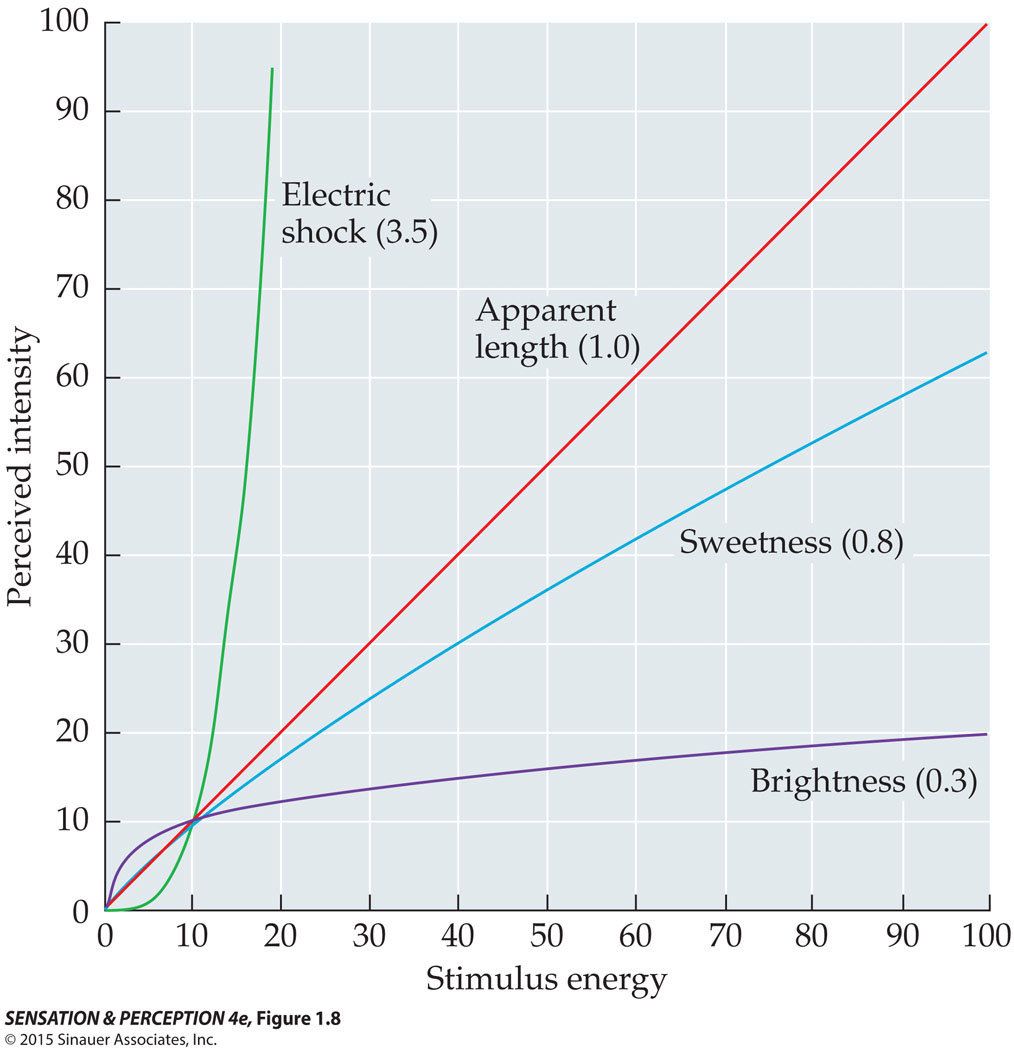 100
90
80
70
60
50
40
30
20
10
0
Perceived intensity
Electric
shock (3.5)
Apparent
length (1.0)
Sweetness (0.8)
Brightness (0.3)
0 10 20 30 40 50 60 70 80 90 100
Stimulus energy
SENSATION & PERCEPTION 4e, Figure 1.8
© 2015 Sinauer Associates, Inc.